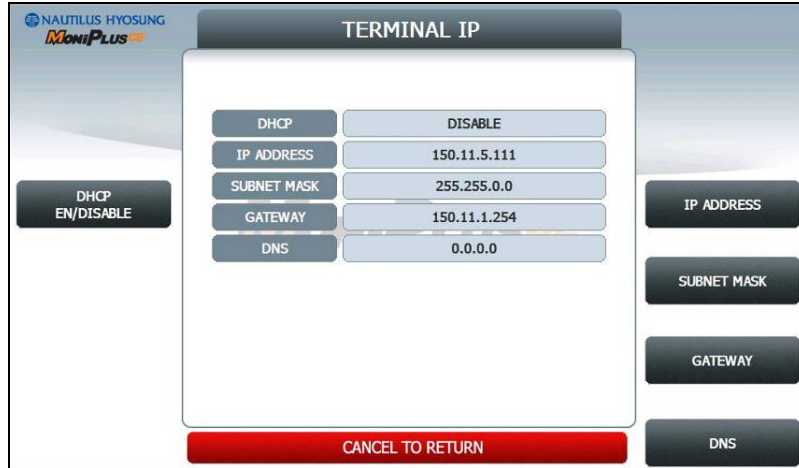 NAUTILUS HYOSUNG
MoniPlusCE
TERMINAL IP
DHCP DISABLE
IP ADDRESS 150.11.5.111
SUBNET MASK 255.255.0.0
GATEWAY 150.11.1.254
DNS 0.0.0.0
DHCP
EN/DISABLE
IP ADDRESS
SUBNET MASK
GATEWAY
DNS
CANCEL TO RETURN